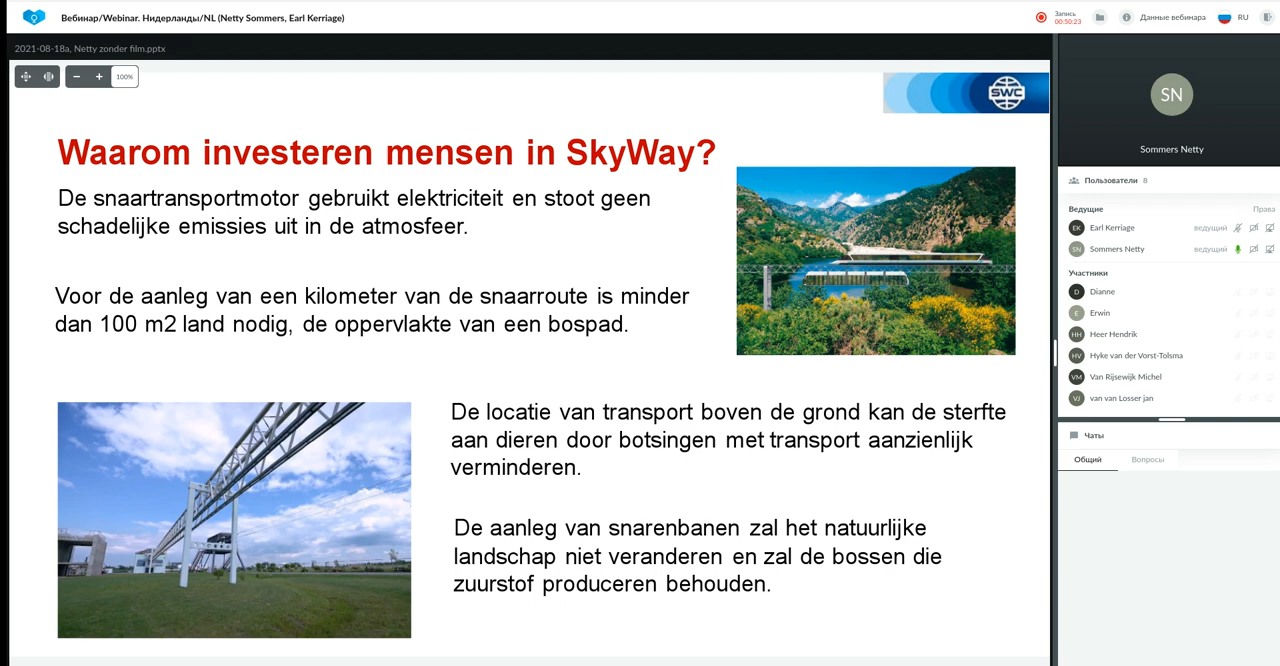 Вебинар/Webinar. Нидерланды/NL (Netty Sommers, Earl Kerriage)
Запись
00:50:23
Данные вебинара
RU
2021-08-18a, Netty zonder film.pptx
100%
SWC
SN
Sommers Netty
Waarom investeren mensen in SkyWay?
De snaartransportmotor gebruikt elektriciteit en stoot geen
schadelijke emissies uit in de atmosfeer.
Voor de aanleg van een kilometer van de snaarroute is minder
dan 100 m2 land nodig, de oppervlakte van een bospad.
De locatie van transport boven de grond kan de sterfte
aan dieren door botsingen met transport aanzienlijk
verminderen.
De aanleg van snarenbanen zal het natuurlijke
landschap niet veranderen en zal de bossen die
zuurstof produceren behouden.
Пользователи 8
Ведущие Права
EK Earl Kerriage ведущий
SN Sommers Netty ведущий
Участники
D Dianne
E Erwin
HH Heer Hendrik
HV Hyke van der Vorst-Tolsma
VM Van Rijsewijk Michel
VJ van van Losser jan
Чаты
Общий Вопросы